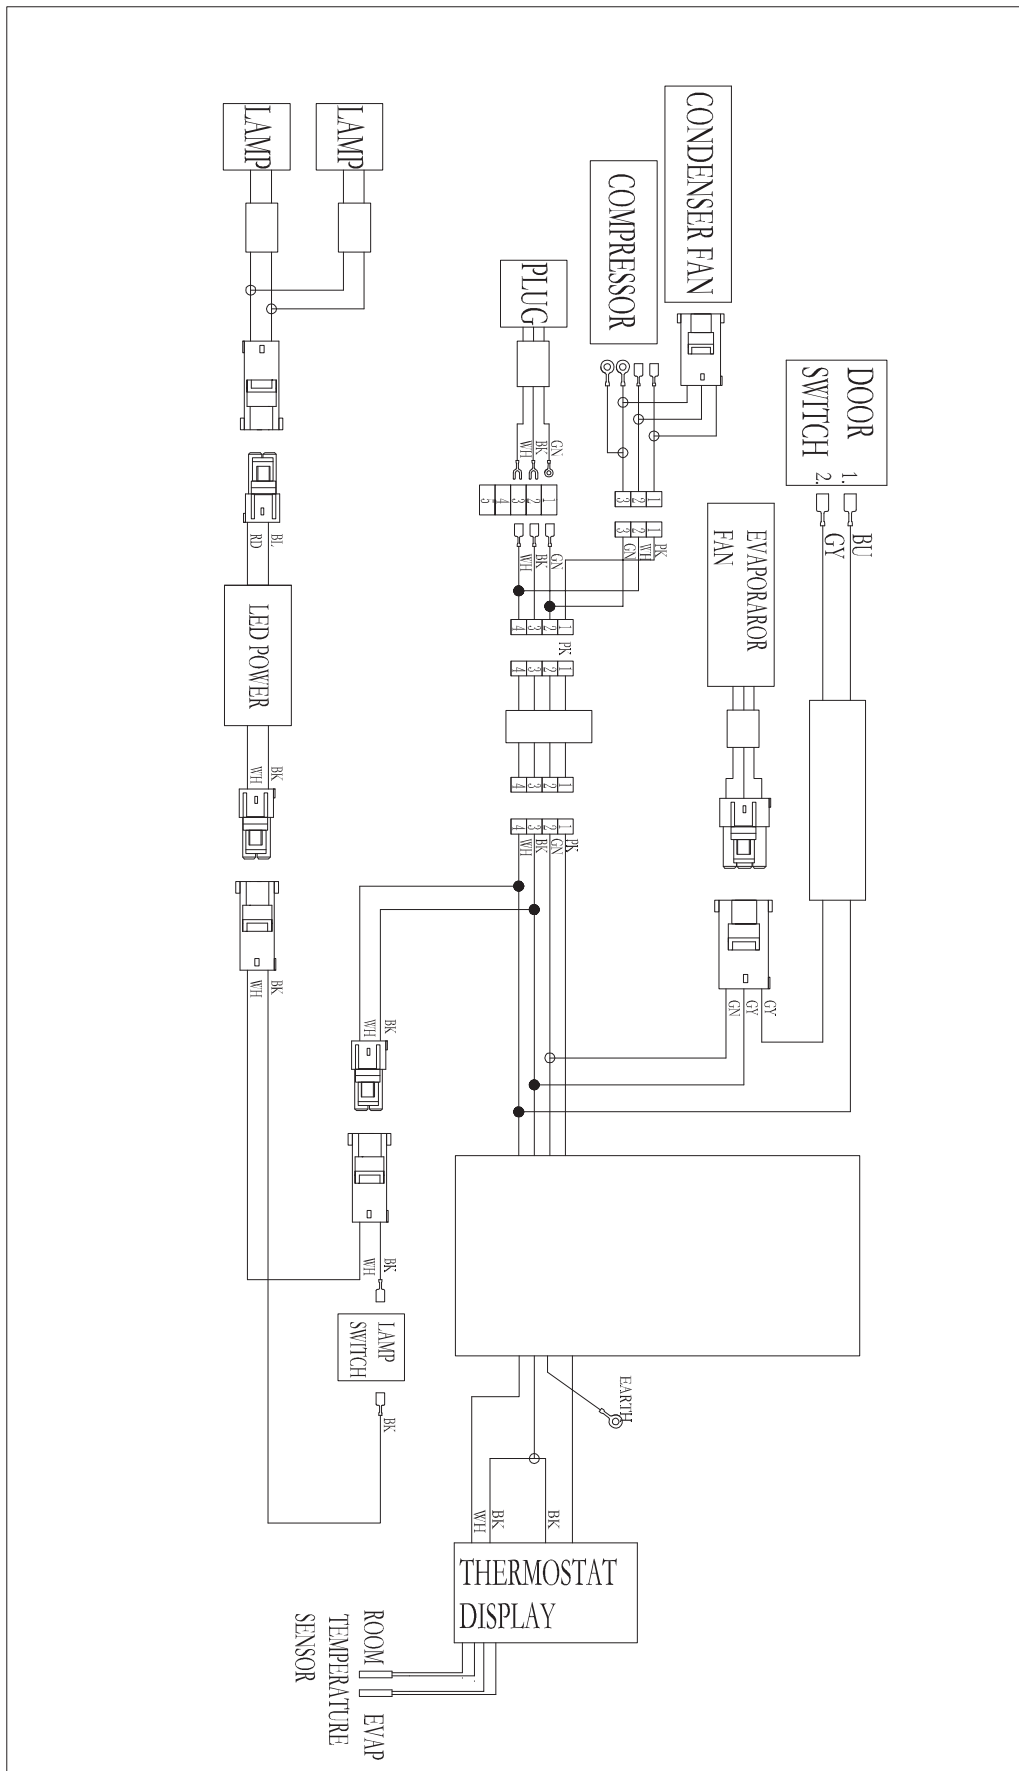 LAMP
LAMP
CONDENSER FAN
COMPRESSOR
PLUG
DOOR
SWITCH
1.
2.
WH
BK
GN
5
4
3
2
1
3
2
1
3
2
1
GN
WH
PK
BU
GY
WH
BK
GN
EVAPORAROR
FAN
RD
BL
LED POWER
4
3
2
1
PK
4
3
2
1
WH
BK
4
3
2
1
4
3
2
1
WH
BK
GN
PK
WH
BK
GN
GY
GY
WH
BK
WH
BK
LAMP
SWITCH
BK
EARTH
WH
BK
BK
THERMOSTAT
DISPLAY
ROOM
TEMPERATURE
SENSOR
EVAP